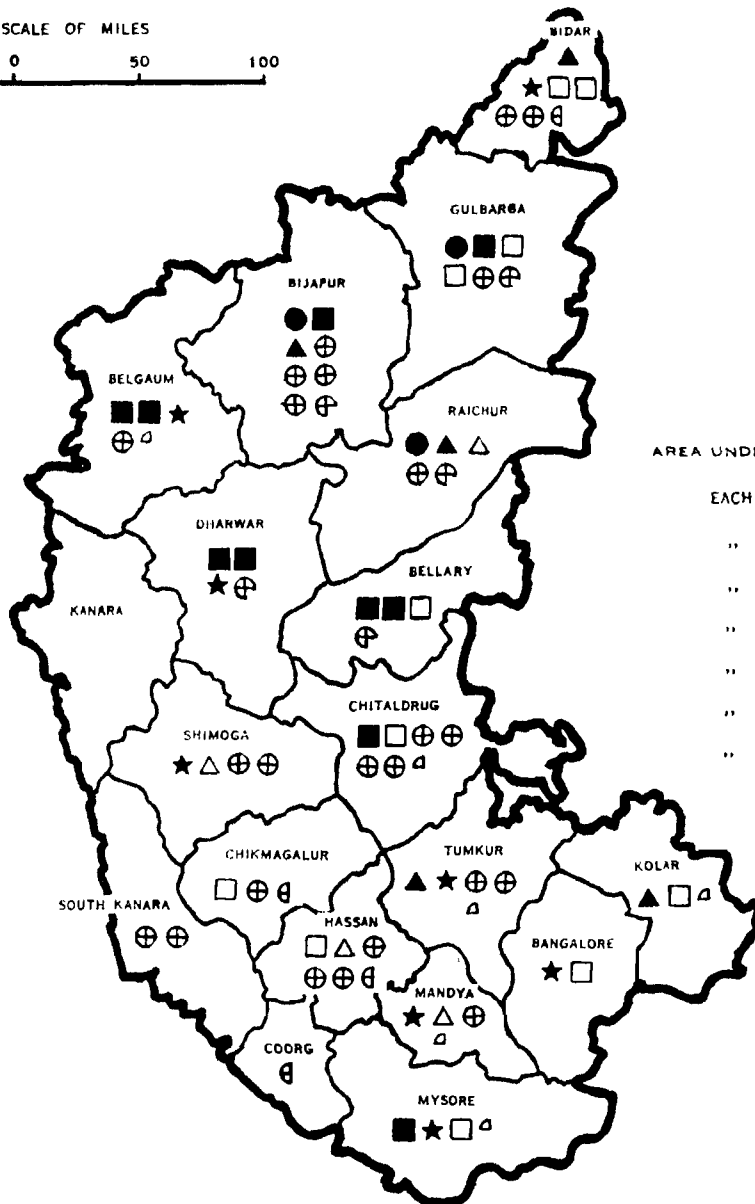 SCALE OF MILES
0 50 100
BIDAR
GULBARGA
BIJAPUR
BELGAUM
RAICHUR
AREA
EACH
DHARWAR
BELLARY
KANARA
CHITALDRUG
SHIMOGA
CHIKMAGALUR
TUMKUR
KOLAR
SOUTH KANARA
HASSAN
BANGALORE
MANDYA
COORG
MYSORE